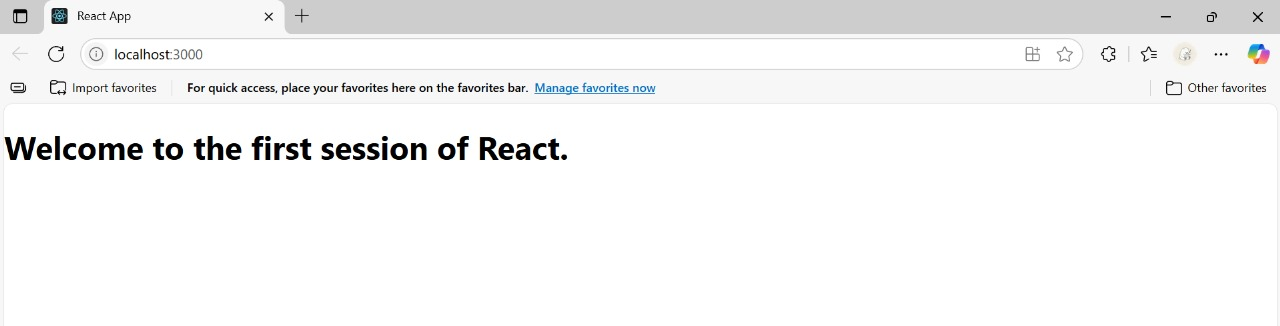 React App
localhost:3000
Import favorites
For quick access, place your favorites here on the favorites bar. Manage favorites now
Other favorites
Welcome to the first session of React.